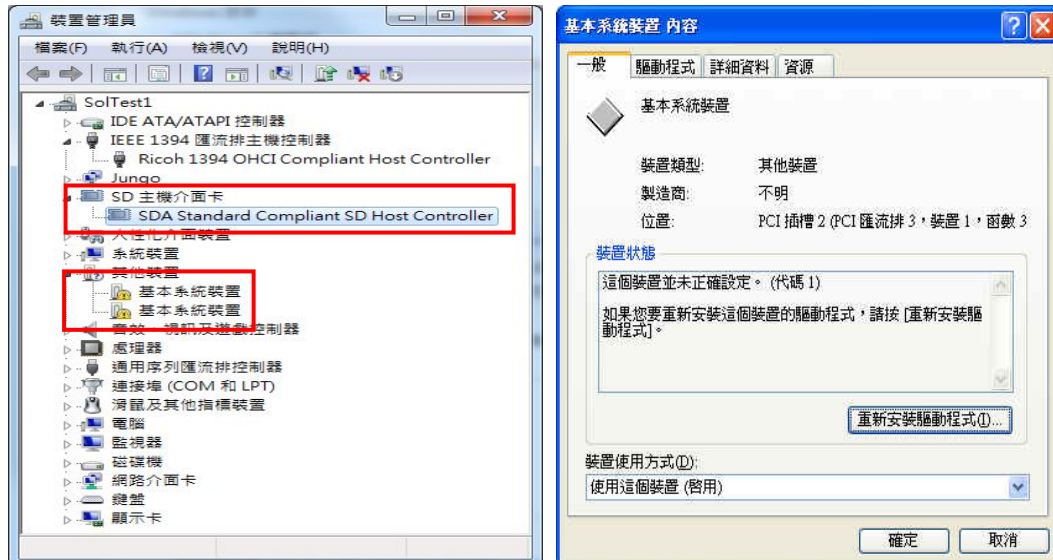 裝置管理員
檔案(F) 執行(A) 檢視(V) 說明(H)
SolTest1
IDE ATA/ATAPI 控制器
IEEE 1394 匯流排主機控制器
Ricoh 1394 OHCI Compliant Host Controller
Jungo
SD 主機介面卡
SDA Standard Compliant SD Host Controller
人性化介面裝置
系統裝置
其他裝置
基本系統裝置
基本系統裝置
音效、視訊及遊戲控制器
處理器
通用序列匯流排控制器
連接埠 (COM 和 LPT)
滑鼠及其他指標裝置
電腦
監視器
磁碟機
網路介面卡
鍵盤
顯示卡
基本系統裝置 內容
一般 驅動程式 詳細資料 資源
基本系統裝置
裝置類型: 其他裝置
製造商: 不明
位置: PCI 插槽 2 (PCI 匯流排 3，裝置 1，函數 3
裝置狀態
這個裝置並未正確設定。 (代碼 1)
如果您要重新安裝這個裝置的驅動程式，請按 [重新安裝驅
動程式]。
重新安裝驅動程式(I)...
裝置使用方式(D):
使用這個裝置 (啓用)
確定 取消